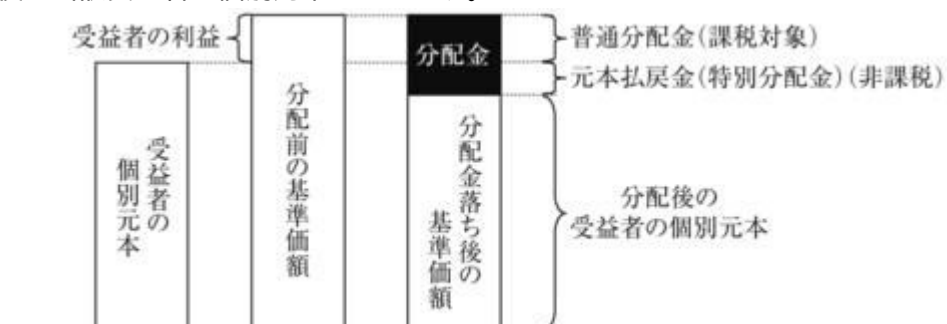 受益者の利益
分配金
普通分配金(課税対象)
元本払戻金(特別分配金)(非課税)
受益者の
個別元本
分配前の基準価額
分配金落ち後の
基準価額
分配後の
受益者の個別元本